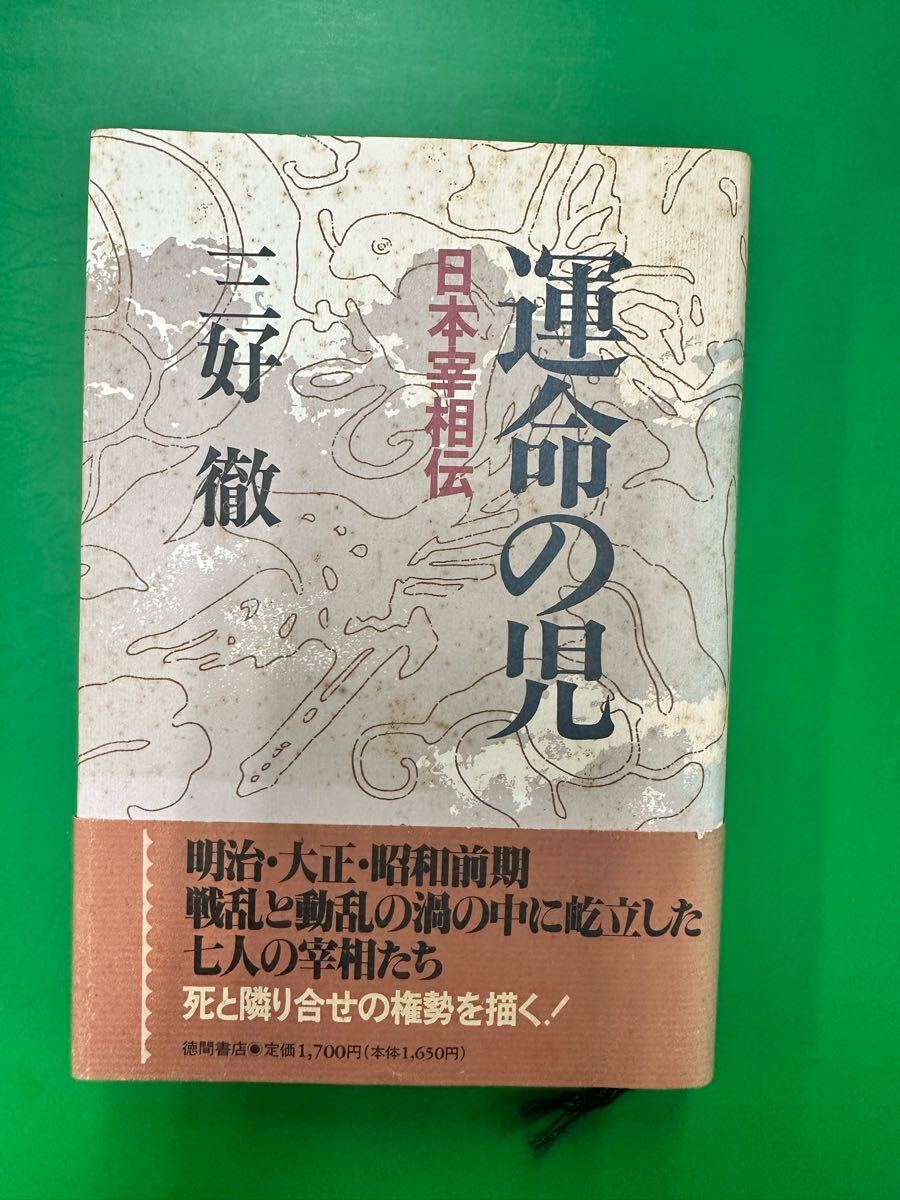 運命の児
日本宰相伝
三好 徹
明治・大正・昭和前期
戦乱と動乱の渦の中に屹立した
七人の宰相たち
死と隣り合せの権勢を描く!
徳間書店●定価1,700円(本体1,650円)